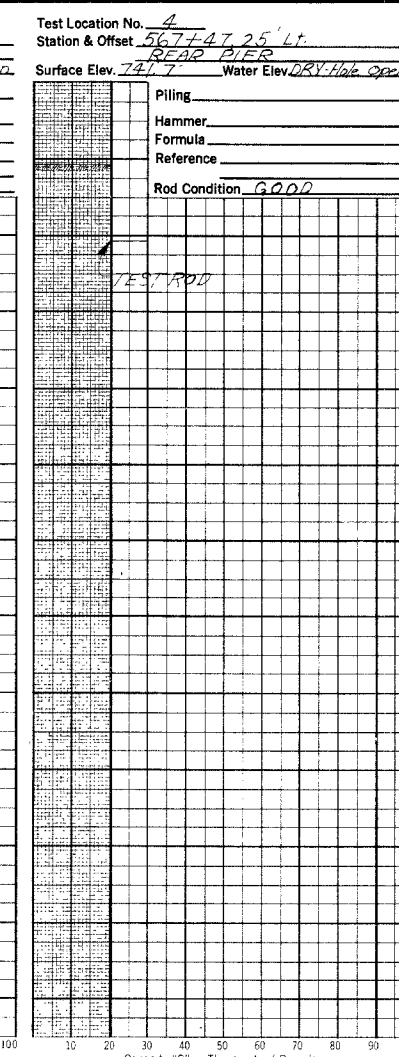 Test Location No. 4
Station & Offset 567+47, 25' Lt.
REAR PIER
Surface Elev. 741.7 Water Elev. DRY-Hole Open
Piling
Hammer
Formula
Reference
Rod Condition GOOD
TEST ROD
100 10 20 30 40 50 60 70 80 90